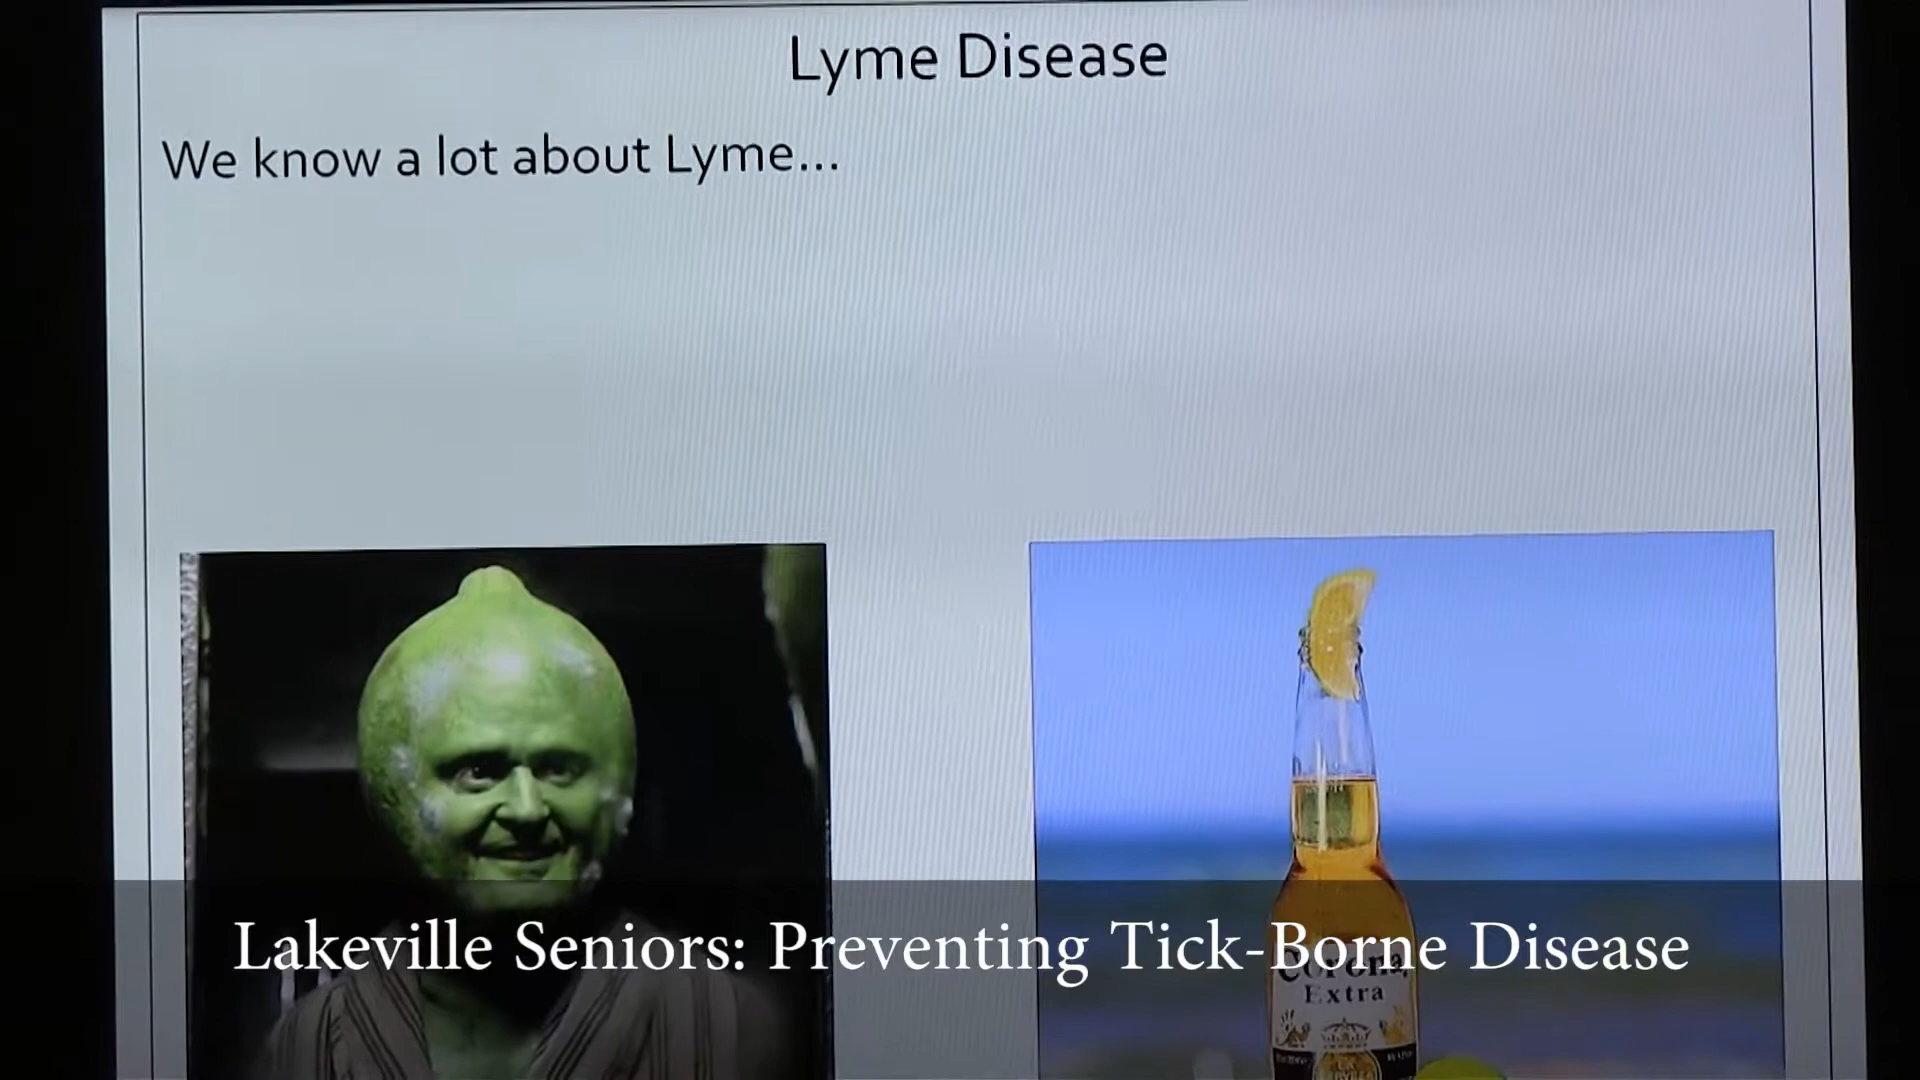 Lyme Disease
We know a lot about Lyme...
Lakeville Seniors: Preventing Tick-Borne Disease
Corona
Extra